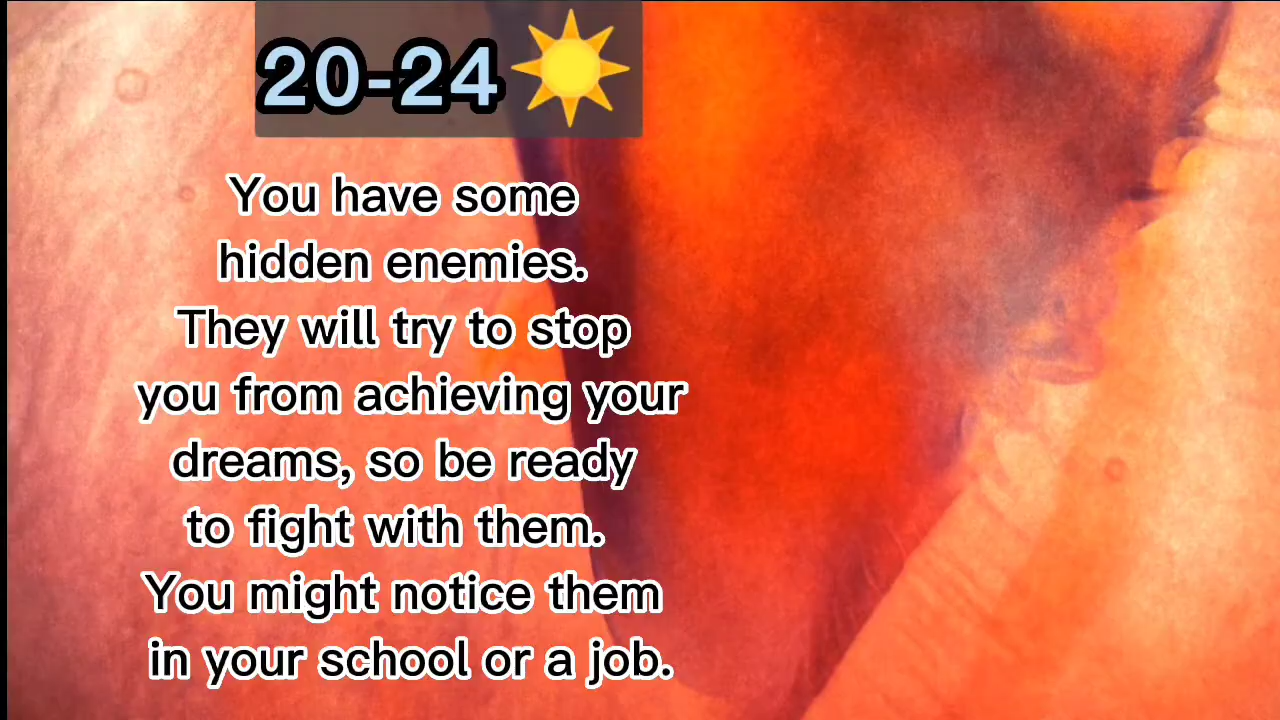 20-24☀️
You have some
hidden enemies.
They will try to stop
you from achieving your
dreams, so be ready
to fight with them.
You might notice them
in your school or a job.